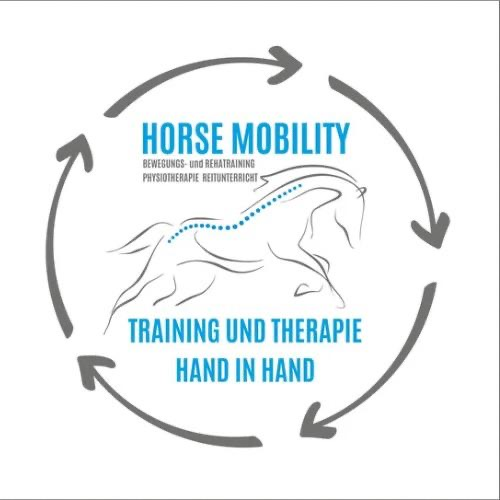 HORSE MOBILITY
BEWEGUNGS- und REHATRAINING
PHYSIOTHERAPIE REITUNTERRICHT
TRAINING UND THERAPIE
HAND IN HAND